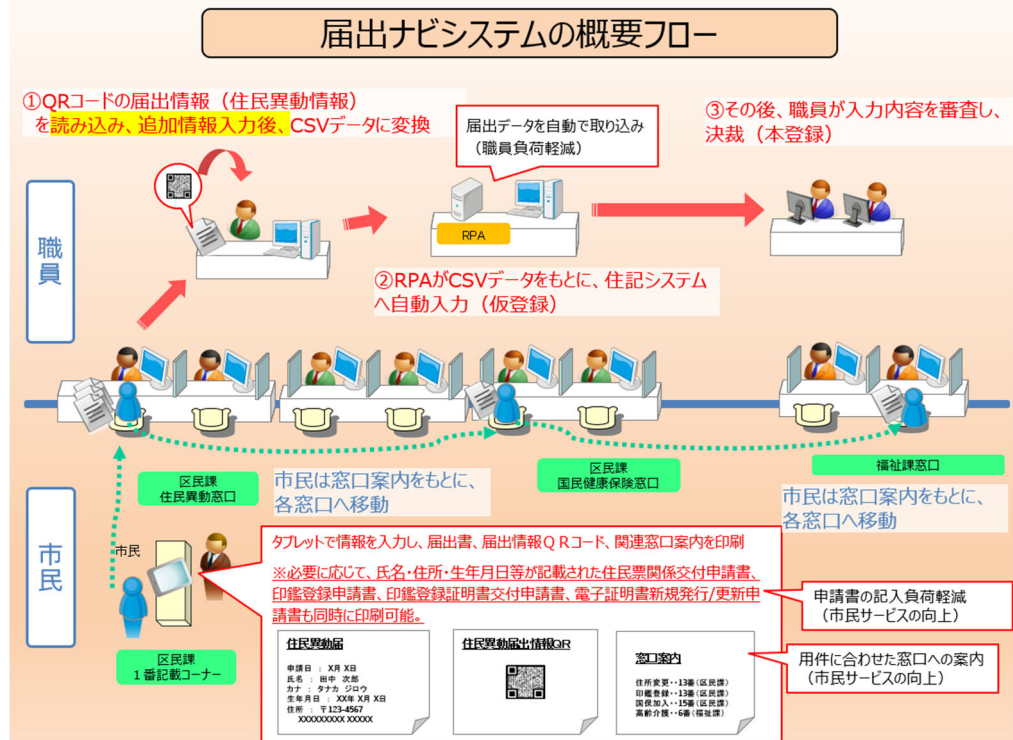 届出ナビシステムの概要フロー
①QRコードの届出情報（住民異動情報）
を読み込み、追加情報入力後、CSVデータに変換
届出データを自動で取り込み
（職員負荷軽減）
③その後、職員が入力内容を審査し、
決裁（本登録）
職員
RPA
②RPAがCSVデータをもとに、住記システム
へ自動入力（仮登録）
区民課
住民異動窓口
市民は窓口案内をもとに、
各窓口へ移動
区民課
国民健康保険窓口
福祉課窓口
市民は窓口案内をもとに、
各窓口へ移動
市民
市民
区民課
１番記載コーナー
タブレットで情報を入力し、届出書、届出情報ＱＲコード、関連窓口案内を印刷
※必要に応じて、氏名・住所・生年月日等が記載された住民票関係交付申請書、
印鑑登録申請書、印鑑登録証明書交付申請書、電子証明書新規発行/更新申
請書も同時に印刷可能。
申請書の記入負荷軽減
（市民サービスの向上）
用件に合わせた窓口への案内
（市民サービスの向上）
住民異動届
申請日 ： X月 X日
氏名 ： 田中 次郎
カナ ： タナカ ジロウ
生年月日 ： XX年 X月 X日
住所 ： 〒123-4567
XXXXXXXXX XXXXX
住民異動届出情報QR
窓口案内
住所変更・・13番(区民課)
印鑑登録・・13番(区民課)
国保加入・・15番(区民課)
高齢介護・・6番(福祉課)